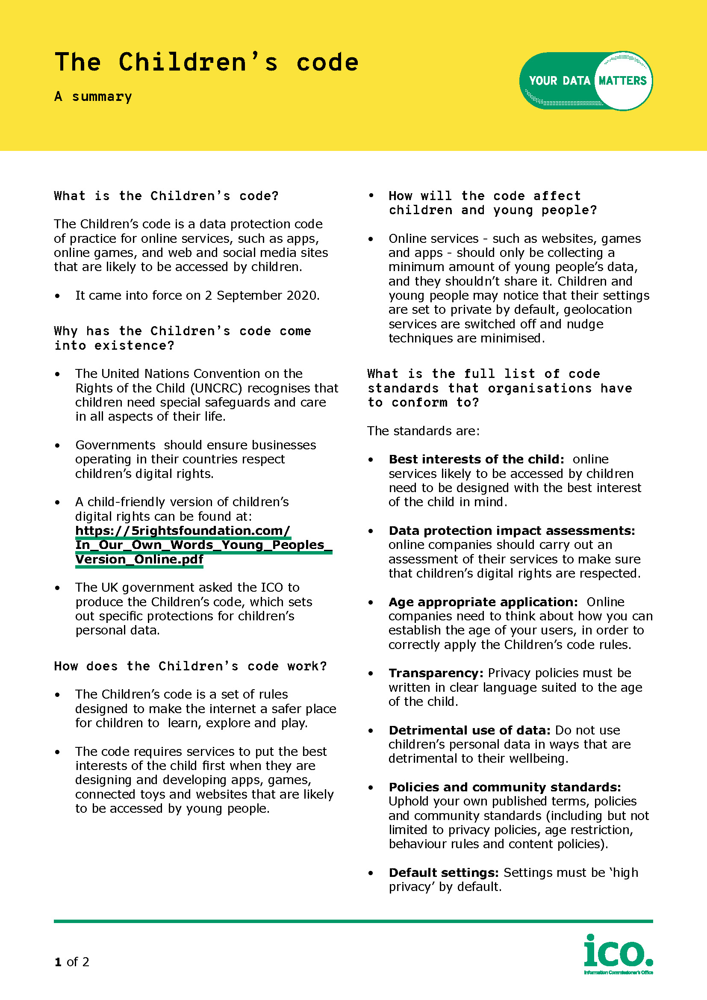 The Children's code
A summary
YOUR DATA MATTERS
What is the Children's code?
The Children's code is a data protection code
of practice for online services, such as apps,
online games, and web and social media sites
that are likely to be accessed by children.
• It came into force on 2 September 2020.
Why has the Children's code come
into existence?
• The United Nations Convention on the
Rights of the Child (UNCRC) recognises that
children need special safeguards and care
in all aspects of their life.
• Governments  should ensure businesses
operating in their countries respect
children's digital rights.
• A child-friendly version of children's
digital rights can be found at:
https://5rightsfoundation.com/
In_Our_Own_Words_Young_Peoples_
Version_Online.pdf
• The UK government asked the ICO to
produce the Children's code, which sets
out specific protections for children's
personal data.
How does the Children's code work?
• The Children's code is a set of rules
designed to make the internet a safer place
for children to  learn, explore and play.
• The code requires services to put the best
interests of the child first when they are
designing and developing apps, games,
connected toys and websites that are likely
to be accessed by young people.
• How will the code affect
children and young people?
• Online services - such as websites, games
and apps - should only be collecting a
minimum amount of young people's data,
and they shouldn't share it. Children and
young people may notice that their settings
are set to private by default, geolocation
services are switched off and nudge
techniques are minimised.
What is the full list of code
standards that organisations have
to conform to?
The standards are:
• Best interests of the child:  online
services likely to be accessed by children
need to be designed with the best interest
of the child in mind.
• Data protection impact assessments:
online companies should carry out an
assessment of their services to make sure
that children's digital rights are respected.
• Age appropriate application:  Online
companies need to think about how you can
establish the age of your users, in order to
correctly apply the Children's code rules.
• Transparency: Privacy policies must be
written in clear language suited to the age
of the child.
• Detrimental use of data: Do not use
children's personal data in ways that are
detrimental to their wellbeing.
• Policies and community standards:
Uphold your own published terms, policies
and community standards (including but not
limited to privacy policies, age restriction,
behaviour rules and content policies).
• Default settings: Settings must be ‘high
privacy’ by default.
1 of 2
ico.
Information Commissioner's Office